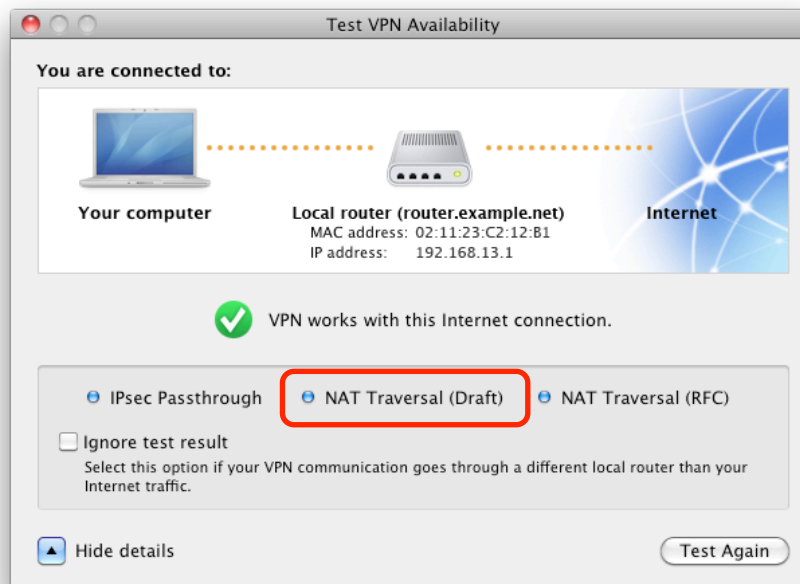 Test VPN Availability
You are connected to:
Your computer
Local router (router.example.net)
MAC address: 02:11:23:C2:12:B1
IP address: 192.168.13.1
Internet
VPN works with this Internet connection.
IPsec Passthrough
NAT Traversal (Draft)
NAT Traversal (RFC)
Ignore test result
Select this option if your VPN communication goes through a different local router than your
Internet traffic.
Hide details
Test Again